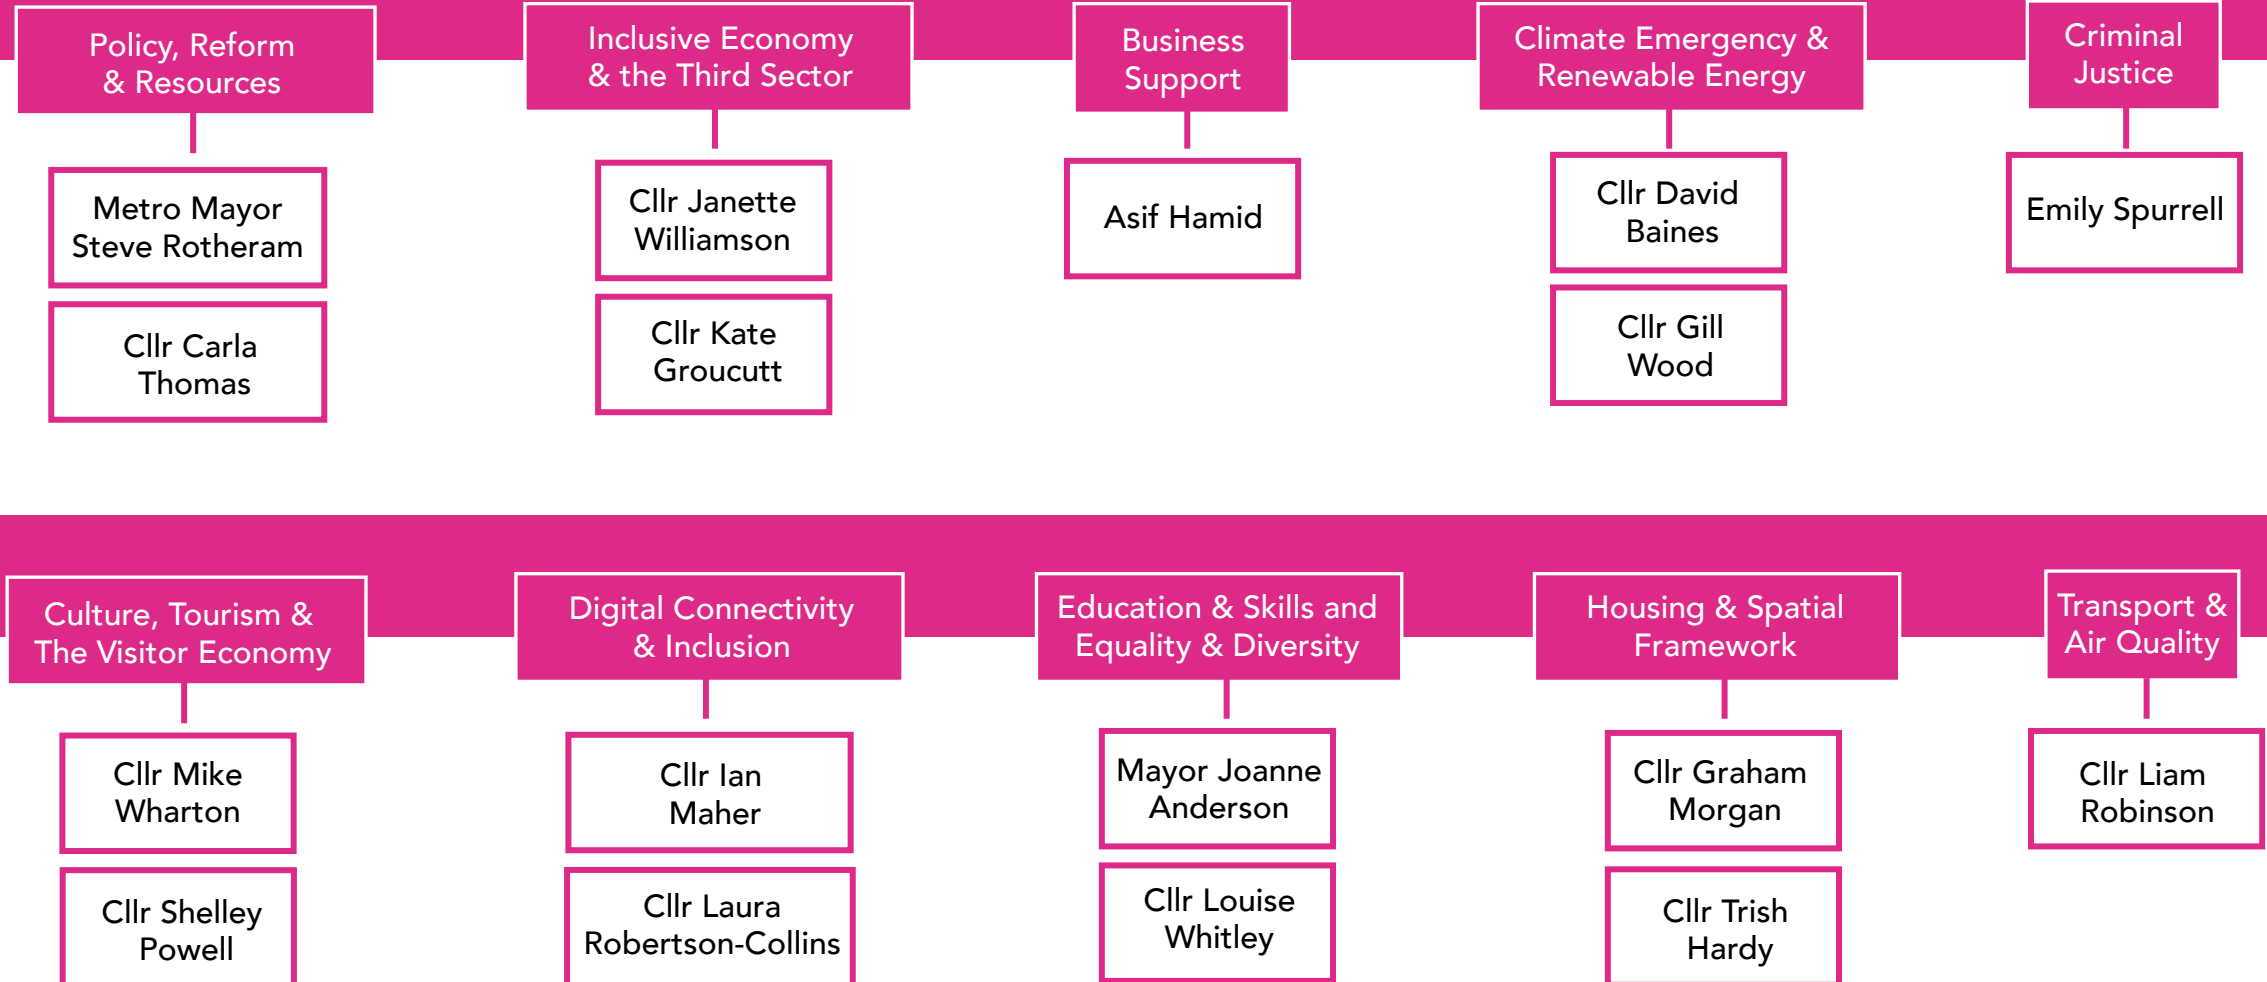 Policy, Reform
& Resources
Metro Mayor
Steve Rotheram
Cllr Carla
Thomas
Inclusive Economy
& the Third Sector
Cllr Janette
Williamson
Cllr Kate
Groucutt
Business
Support
Asif Hamid
Climate Emergency &
Renewable Energy
Cllr David
Baines
Cllr Gill
Wood
Criminal
Justice
Emily Spurrell
Culture, Tourism &
The Visitor Economy
Cllr Mike
Wharton
Cllr Shelley
Powell
Digital Connectivity
& Inclusion
Cllr Ian
Maher
Cllr Laura
Robertson-Collins
Education & Skills and
Equality & Diversity
Mayor Joanne
Anderson
Cllr Louise
Whitley
Housing & Spatial
Framework
Cllr Graham
Morgan
Cllr Trish
Hardy
Transport &
Air Quality
Cllr Liam
Robinson